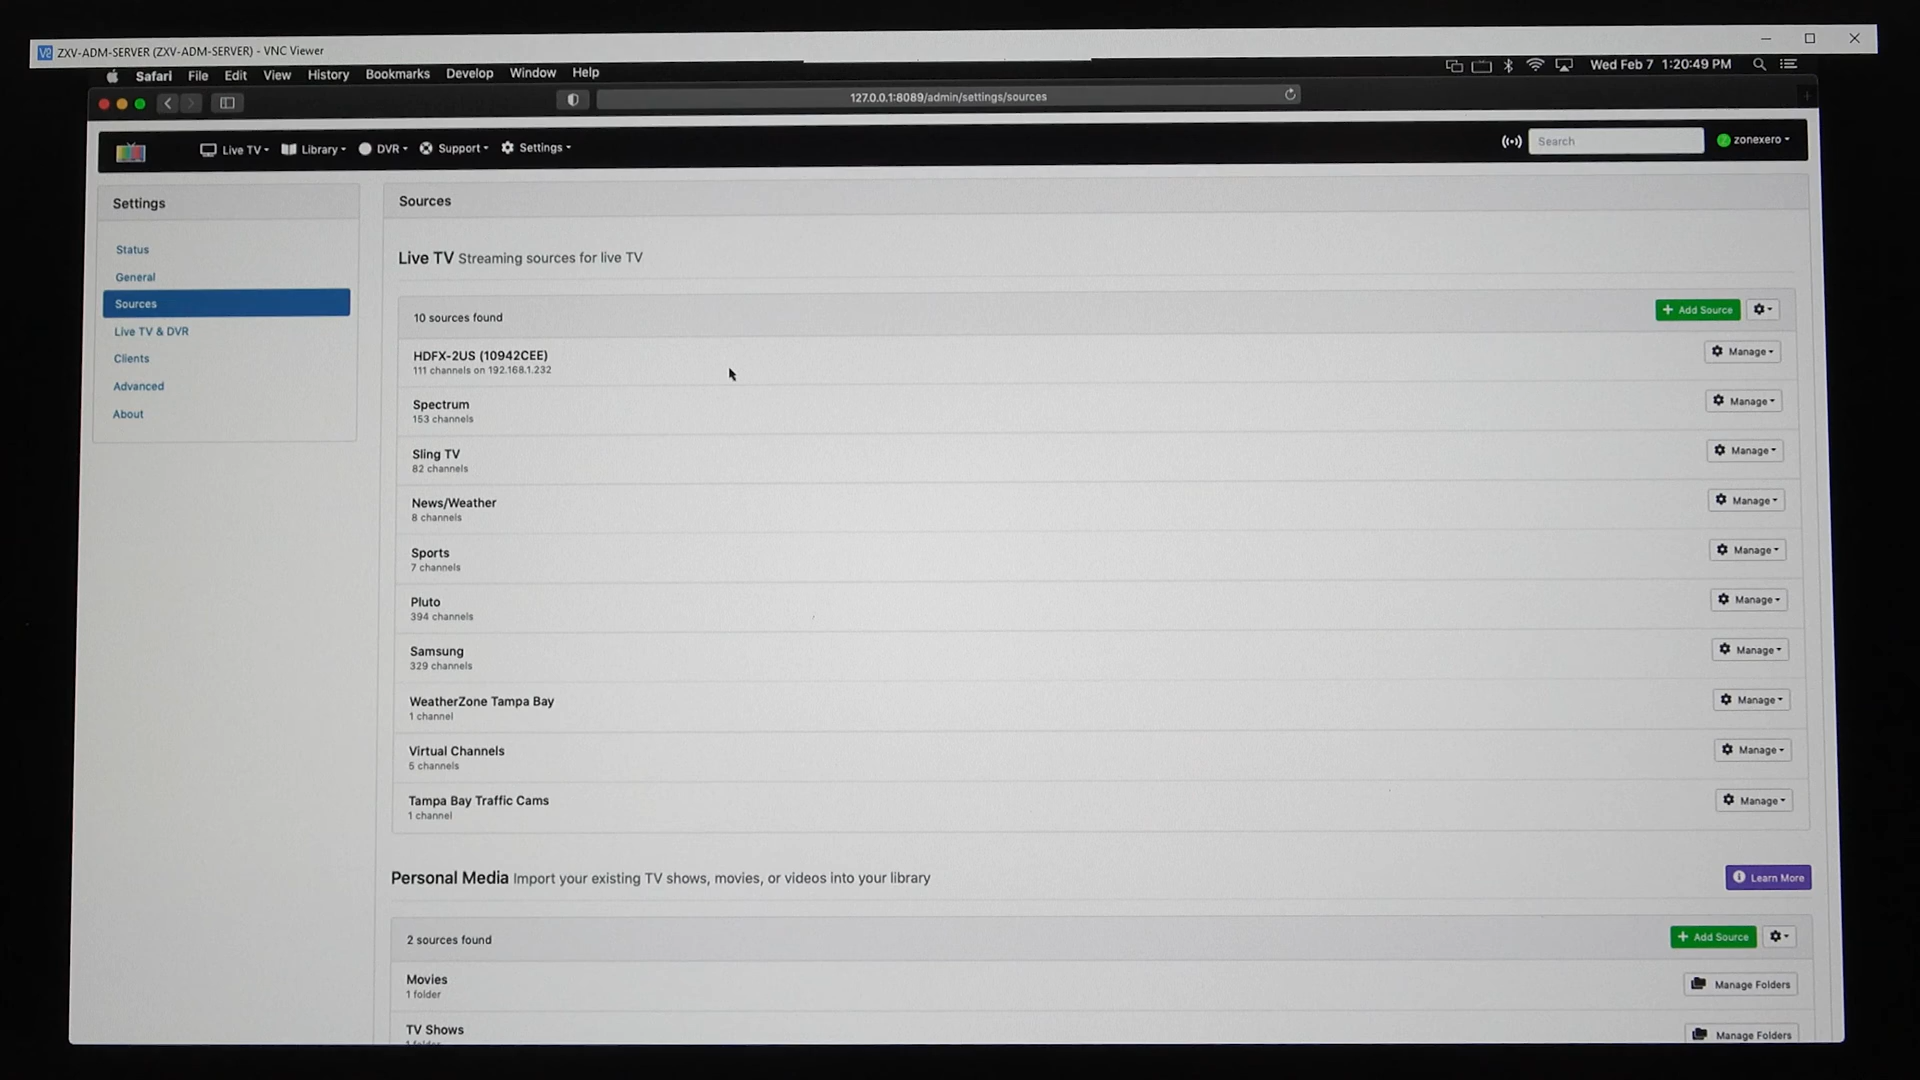 ZXV-ADM-SERVER (ZXV-ADM-SERVER) - VNC Viewer
Safari File Edit View History Bookmarks Develop Window Help
Wed Feb 7 1:20:49 PM
127.0.0.1:8089/admin/settings/sources
Live TV Library DVR Support Settings
Search
zonexero
Settings
Status
General
Sources
Live TV & DVR
Clients
Advanced
About
Sources
Live TV Streaming sources for live TV
10 sources found
+ Add Source
HDFX-2US (10942CEE)
111 channels on 192.168.1.232
Manage
Spectrum
153 channels
Manage
Sling TV
82 channels
Manage
News/Weather
8 channels
Manage
Sports
7 channels
Manage
Pluto
394 channels
Manage
Samsung
329 channels
Manage
WeatherZone Tampa Bay
1 channel
Manage
Virtual Channels
5 channels
Manage
Tampa Bay Traffic Cams
1 channel
Manage
Personal Media Import your existing TV shows, movies, or videos into your library
Learn More
2 sources found
+ Add Source
Movies
1 folder
Manage Folders
TV Shows
1 folder
Manage Folders